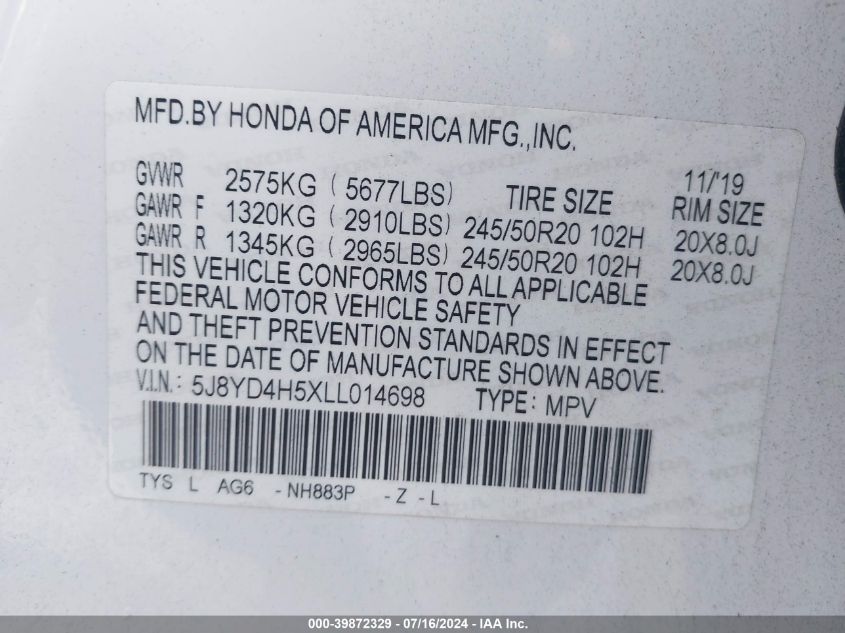 MFD.BY HONDA OF AMERICA MFG.,INC.
GVWR 2575KG ( 5677LBS) TIRE SIZE 11/'19 RIM SIZE
GAWR F 1320KG ( 2910LBS) 245/50R20 102H 20X8.0J
GAWR R 1345KG ( 2965LBS) 245/50R20 102H 20X8.0J
THIS VEHICLE CONFORMS TO ALL APPLICABLE
FEDERAL MOTOR VEHICLE SAFETY
AND THEFT PREVENTION STANDARDS IN EFFECT
ON THE DATE OF MANUFACTURE SHOWN ABOVE.
V.I.N.: 5J8YD4H5XLL014698 TYPE: MPV
TYS L AG6 -NH883P -Z -L
000-39872329 - 07/16/2024 - IAA Inc.